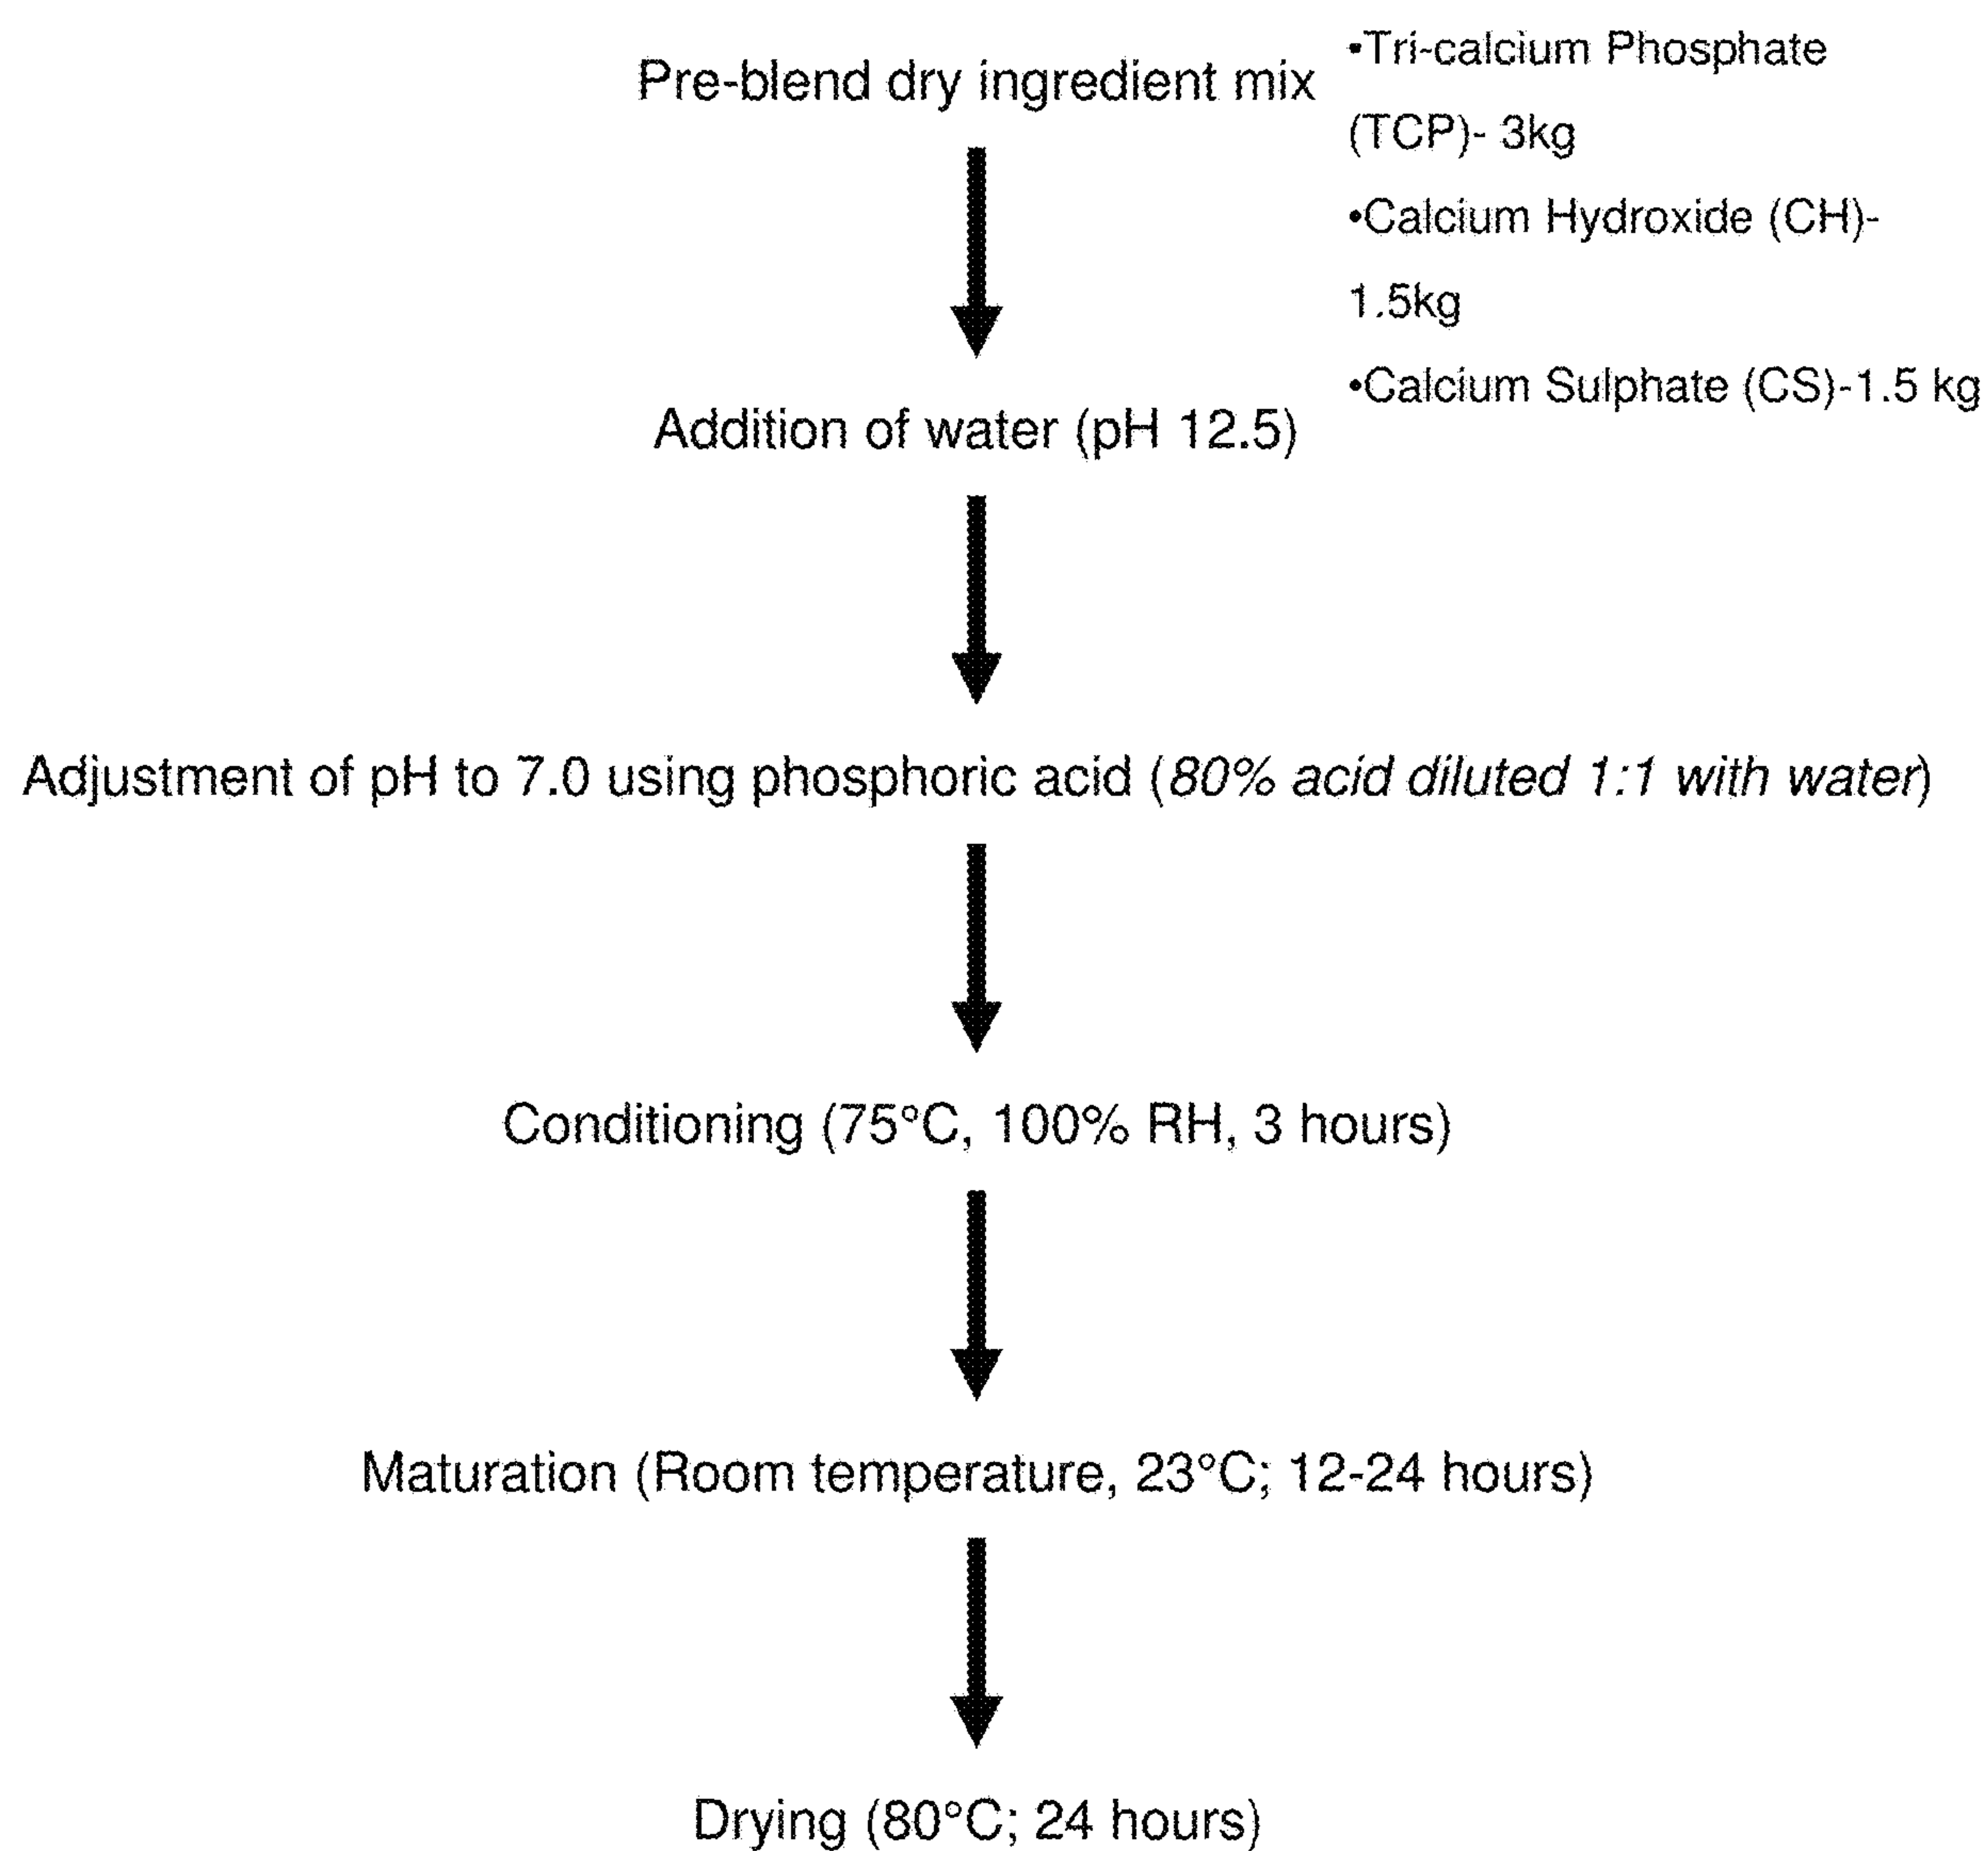 Pre-blend dry ingredient mix
•Tri-calcium Phosphate
(TCP)- 3kg
•Calcium Hydroxide (CH)-
1.5kg
•Calcium Sulphate (CS)-1.5 kg
Addition of water (pH 12.5)
Adjustment of pH to 7.0 using phosphoric acid (80% acid diluted 1:1 with water)
Conditioning (75°C, 100% RH, 3 hours)
Maturation (Room temperature, 23°C; 12-24 hours)
Drying (80°C; 24 hours)